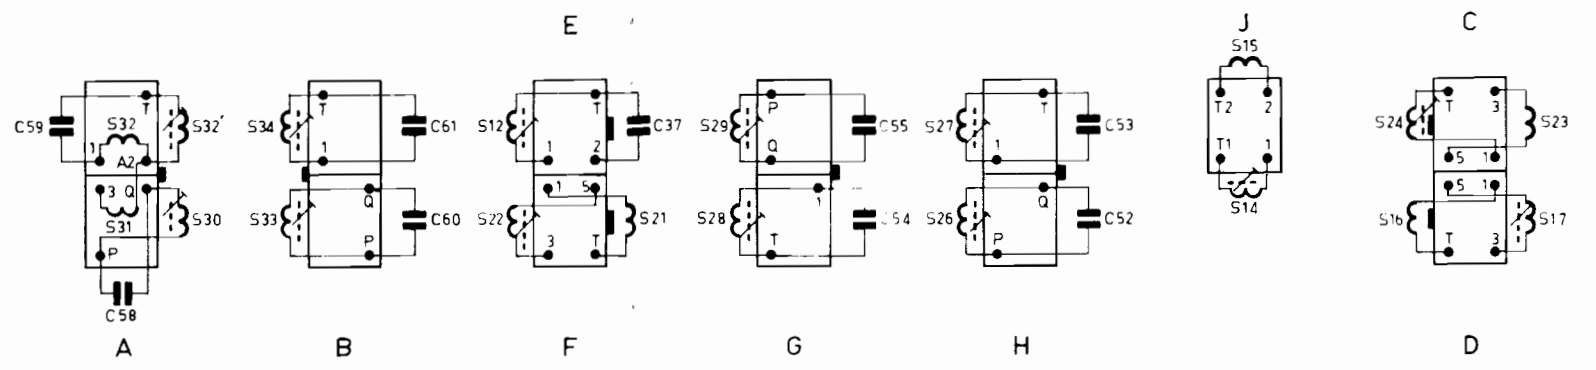 E
J
C
S15
C59
T
S32
S32'
1
A2
3
Q
S31
S30
P
C58
A
S34
T
C61
1
S33
Q
C60
P
B
S12
T
C37
1
2
1
5
S22
S21
3
T
F
S29
P
C55
Q
1
S28
C54
T
G
S27
T
C53
1
Q
S26
C52
P
H
T2
2
T1
1
S14
T
3
S24
S23
5
1
5
1
S16
S17
T
3
D